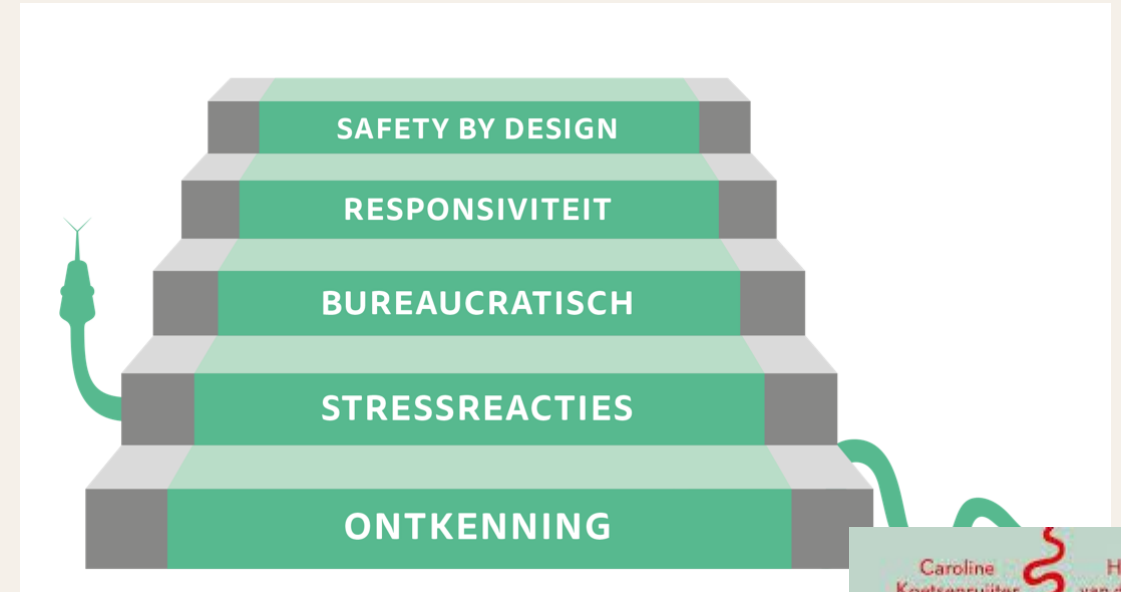 SAFETY BY DESIGN
RESPONSIVITEIT
BUREAUCRATISCH
STRESSREACTIES
ONTKENNING
Caroline